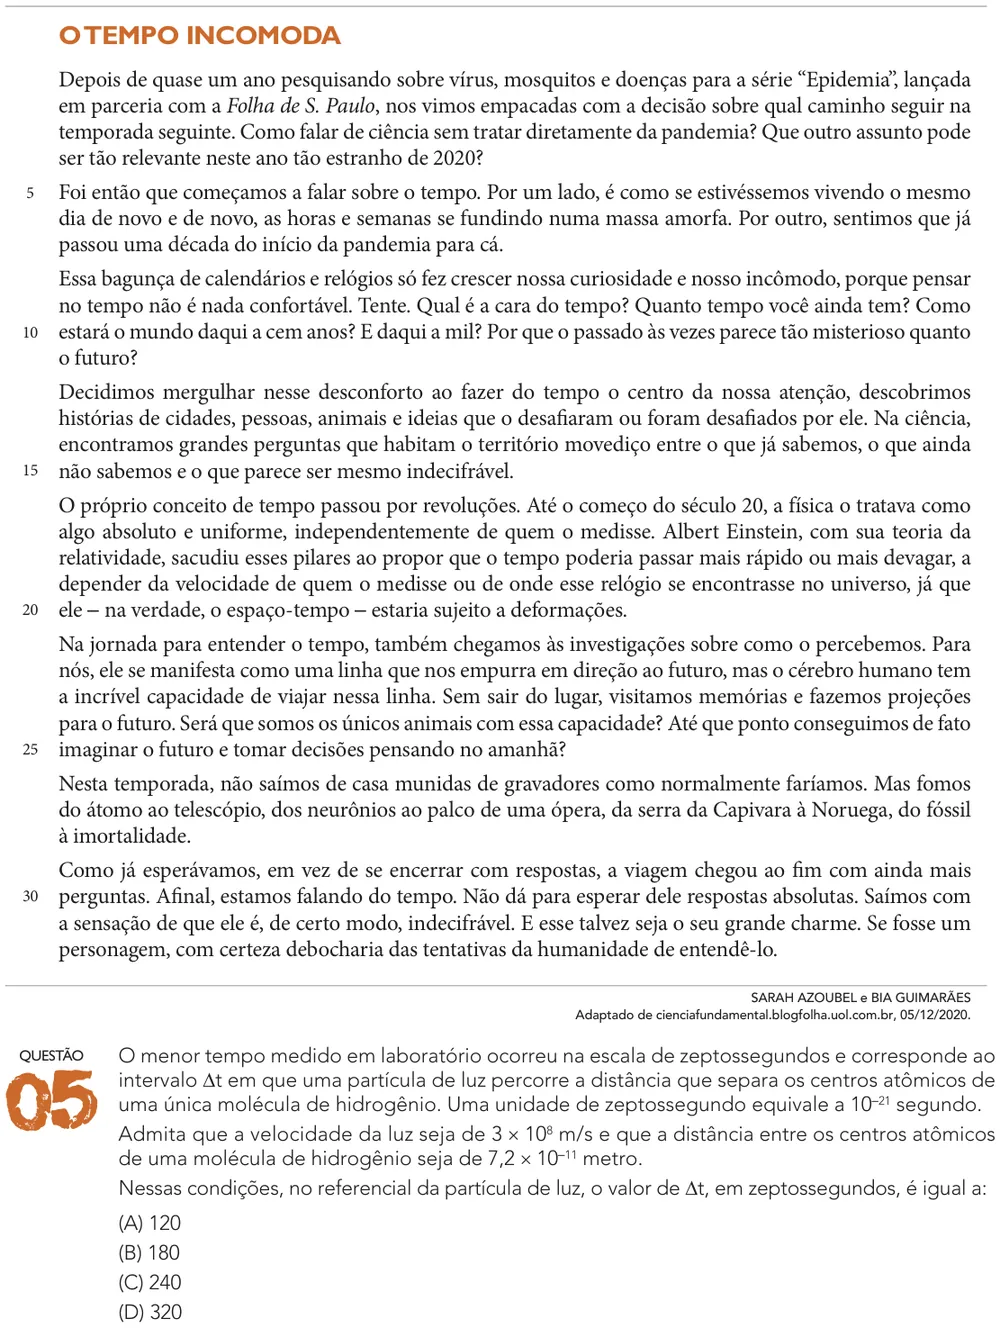 O TEMPO INCOMODA
Depois de quase um ano pesquisando sobre vírus, mosquitos e doenças para a série “Epidemia”, lançada
em parceria com a Folha de S. Paulo, nos vimos empacadas com a decisão sobre qual caminho seguir na
temporada seguinte. Como falar de ciência sem tratar diretamente da pandemia? Que outro assunto pode
ser tão relevante neste ano tão estranho de 2020?
5 Foi então que começamos a falar sobre o tempo. Por um lado, é como se estivéssemos vivendo o mesmo
dia de novo e de novo, as horas e semanas se fundindo numa massa amorfa. Por outro, sentimos que já
passou uma década do início da pandemia para cá.
Essa bagunça de calendários e relógios só fez crescer nossa curiosidade e nosso incômodo, porque pensar
no tempo não é nada confortável. Tente. Qual é a cara do tempo? Quanto tempo você ainda tem? Como
10 estará o mundo daqui a cem anos? E daqui a mil? Por que o passado às vezes parece tão misterioso quanto
o futuro?
Decidimos mergulhar nesse desconforto ao fazer do tempo o centro da nossa atenção, descobrimos
histórias de cidades, pessoas, animais e ideias que o desafiaram ou foram desafiados por ele. Na ciência,
encontramos grandes perguntas que habitam o território movediço entre o que já sabemos, o que ainda
15 não sabemos e o que parece ser mesmo indecifrável.
O próprio conceito de tempo passou por revoluções. Até o começo do século 20, a física o tratava como
algo absoluto e uniforme, independentemente de quem o medisse. Albert Einstein, com sua teoria da
relatividade, sacudiu esses pilares ao propor que o tempo poderia passar mais rápido ou mais devagar, a
depender da velocidade de quem o medisse ou de onde esse relógio se encontrasse no universo, já que
20 ele – na verdade, o espaço-tempo – estaria sujeito a deformações.
Na jornada para entender o tempo, também chegamos às investigações sobre como o percebemos. Para
nós, ele se manifesta como uma linha que nos empurra em direção ao futuro, mas o cérebro humano tem
a incrível capacidade de viajar nessa linha. Sem sair do lugar, visitamos memórias e fazemos projeções
para o futuro. Será que somos os únicos animais com essa capacidade? Até que ponto conseguimos de fato
25 imaginar o futuro e tomar decisões pensando no amanhã?
Nesta temporada, não saímos de casa munidas de gravadores como normalmente faríamos. Mas fomos
do átomo ao telescópio, dos neurônios ao palco de uma ópera, da serra da Capivara à Noruega, do fóssil
à imortalidade.
Como já esperávamos, em vez de se encerrar com respostas, a viagem chegou ao fim com ainda mais
30 perguntas. Afinal, estamos falando do tempo. Não dá para esperar dele respostas absolutas. Saímos com
a sensação de que ele é, de certo modo, indecifrável. E esse talvez seja o seu grande charme. Se fosse um
personagem, com certeza debocharia das tentativas da humanidade de entendê-lo.
SARAH AZOUBEL e BIA GUIMARÃES
Adaptado de cienciafundamental.blogfolha.uol.com.br, 05/12/2020.
QUESTÃO
05
O menor tempo medido em laboratório ocorreu na escala de zeptossegundos e corresponde ao
intervalo Δt em que uma partícula de luz percorre a distância que separa os centros atômicos de
uma única molécula de hidrogênio. Uma unidade de zeptossegundo equivale a 10⁻²¹ segundo.
Admita que a velocidade da luz seja de 3 × 10⁸ m/s e que a distância entre os centros atômicos
de uma molécula de hidrogênio seja de 7,2 × 10⁻¹¹ metro.
Nessas condições, no referencial da partícula de luz, o valor de Δt, em zeptossegundos, é igual a:
(A) 120
(B) 180
(C) 240
(D) 320